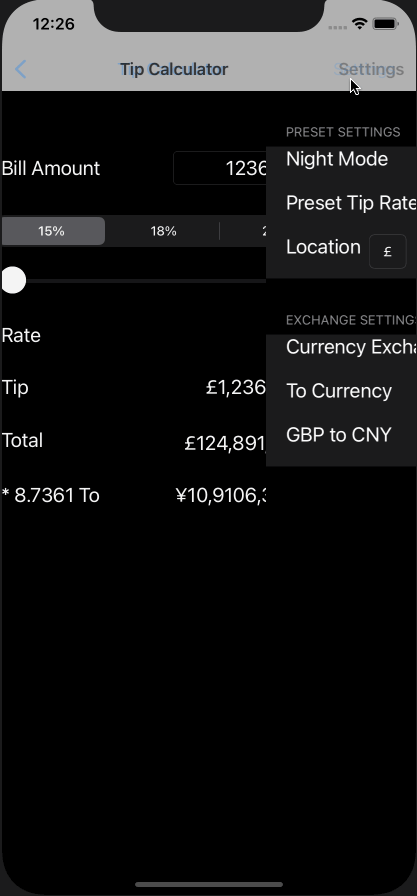 12:26
Tip Calculator
Settings
PRESET SETTINGS
Night Mode
Preset Tip Rate
Location £
EXCHANGE SETTING
Currency Excha
To Currency
GBP to CNY
Bill Amount 1236
15% 18% 2
Rate
Tip £1,236
Total £124,891,
* 8.7361 To ¥10,9106,3